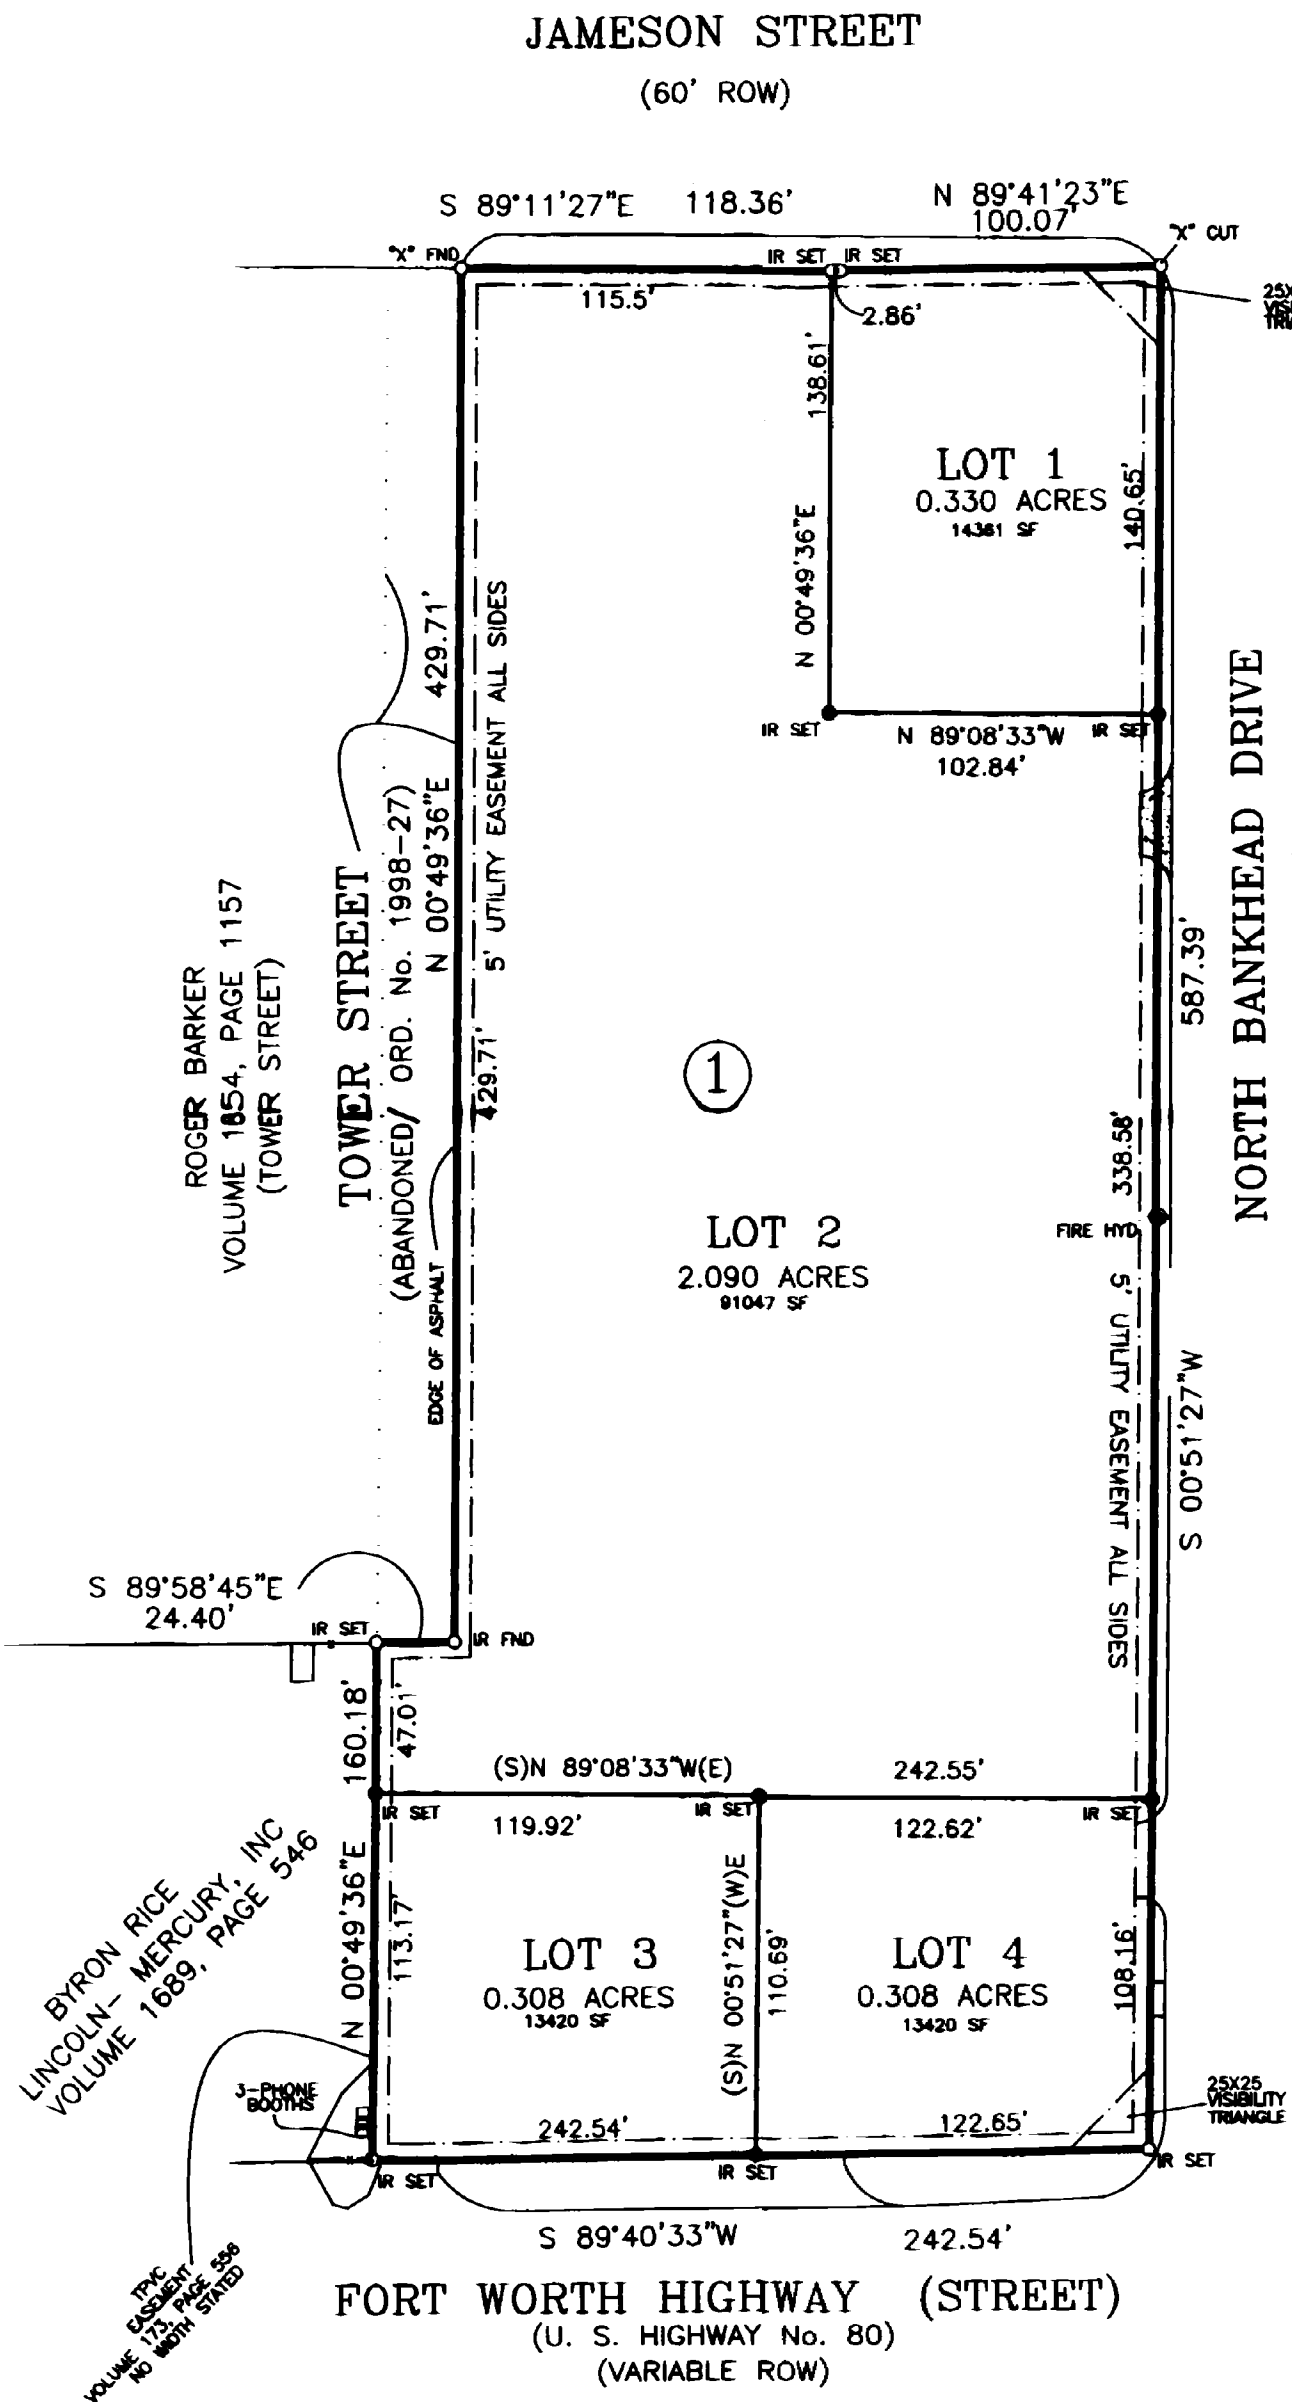 JAMESON STREET
(60' ROW)
S 89°11'27"E
118.36'
N 89°41'23"E
100.07'
"X" FND
IR SET
IR SET
"X" CUT
115.5'
2.86'
25X
138.61'
N 00°49'36"E
LOT 1
0.330 ACRES
14361 SF
140.65'
IR SET
N 89°08'33"W
102.84'
IR SET
429.71'
N 00°49'36"E
5' UTILITY EASEMENT ALL SIDES
429.71'
TOWER STREET
(ABANDONED/ ORD. No. 1998-27)
ROGER BARKER
VOLUME 1654, PAGE 1157
(TOWER STREET)
EDGE OF ASPHALT
1
LOT 2
2.090 ACRES
91047 SF
NORTH BANKHEAD DRIVE
587.39'
S 00°51'27"W
338.58'
FIRE HYD
5' UTILITY EASEMENT ALL SIDES
S 89°58'45"E
24.40'
IR SET
IR FND
160.18'
47.01'
(S)N 89°08'33"W(E)
242.55'
IR SET
IR SET
IR SET
119.92'
122.62'
N 00°49'36"E
113.17'
LOT 3
0.308 ACRES
13420 SF
(S)N 00°51'27"(W)E
110.69'
LOT 4
0.308 ACRES
13420 SF
108.16'
BYRON RICE
LINCOLN- MERCURY, INC
VOLUME 1689, PAGE 546
3-PHONE
BOOTHS
25X25
VISIBILITY
TRIANGLE
242.54'
122.65'
IR SET
IR SET
IR SET
S 89°40'33"W
242.54'
TPVC
EASEMENT
VOLUME 173, PAGE 556
NO WIDTH STATED
FORT WORTH HIGHWAY (STREET)
(U. S. HIGHWAY No. 80)
(VARIABLE ROW)